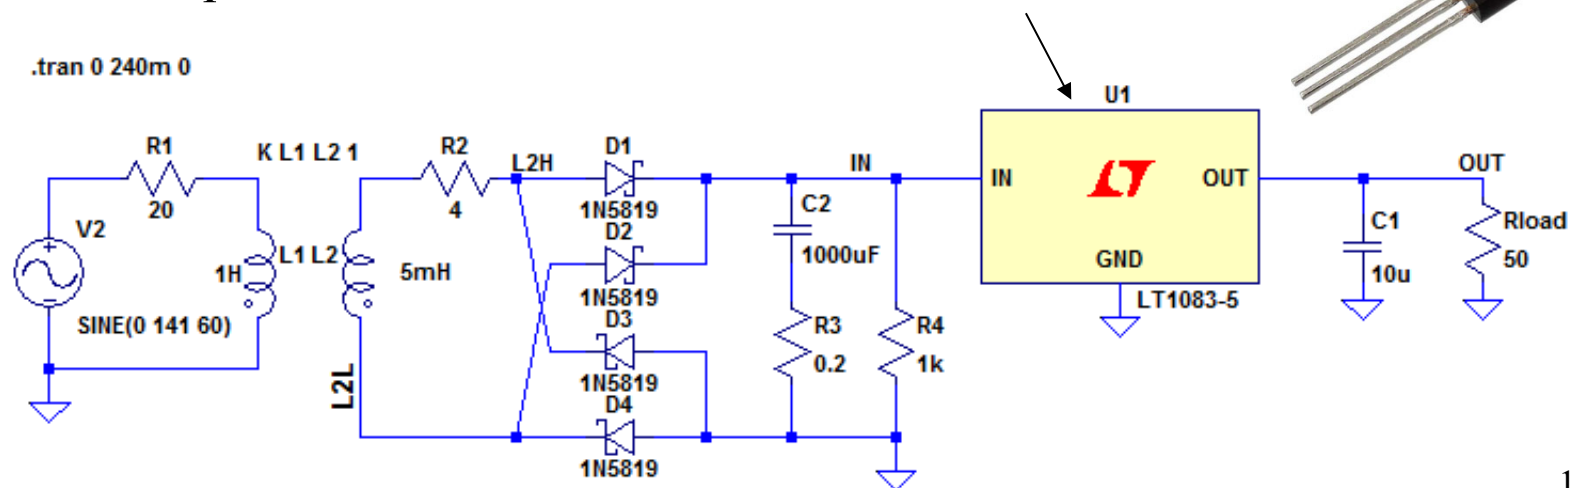 .tran 0 240m 0
U1
R1
K L1 L2 1
R2
L2H
D1
IN
IN
OUT
OUT
20
4
1N5819
C2
C1
Rload
V2
D2
1H
L1 L2
5mH
1000uF
GND
10u
50
1N5819
LT1083-5
SINE(0 141 60)
D3
R3
R4
0.2
1k
L2L
1N5819
D4
1N5819
1